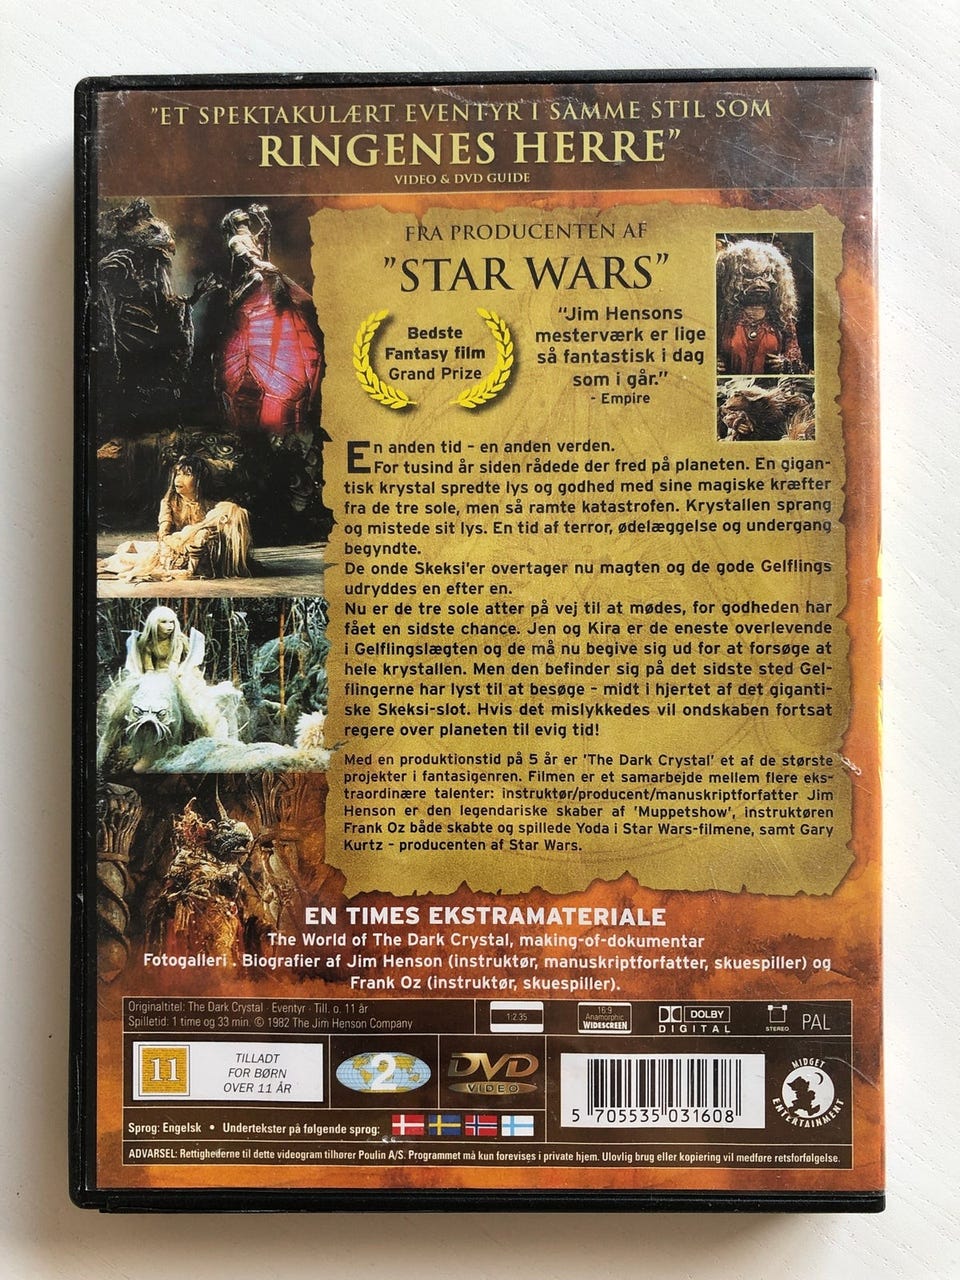 "ET SPEKTAKULÆRT EVENTYR I SAMME STIL SOM
RINGENES HERRE"
VIDEO & DVD GUIDE
FRA PRODUCENTEN AF
"STAR WARS"
Bedste
Fantasy film
Grand Prize
"Jim Hensons
mesterværk er lige
så fantastisk i dag
som i går."
- Empire
En anden tid - en anden verden.
For tusind år siden rådede der fred på planeten. En gigan-
tisk krystal spredte lys og godhed med sine magiske kræfter
fra de tre sole, men så ramte katastrofen. Krystallen sprang
og mistede sit lys. En tid af terror, ødelæggelse og undergang
begyndte.
De onde Skeksi'er overtager nu magten og de gode Gelflings
udryddes en efter en.
Nu er de tre sole atter på vej til at mødes, for godheden har
fået en sidste chance. Jen og Kira er de eneste overlevende
i Gelflingslægten og de må nu begive sig ud for at forsøge at
hele krystallen. Men den befinder sig på det sidste sted Gel-
flingerne har lyst til at besøge - midt i hjertet af det giganti-
ske Skeksi-slot. Hvis det mislykkedes vil ondskaben fortsat
regere over planeten til evig tid!
Med en produktionstid på 5 år er 'The Dark Crystal' et af de største
projekter i fantasigenren. Filmen er et samarbejde mellem flere eks-
traordinære talenter: instruktør/producent/manuskriptforfatter Jim
Henson er den legendariske skaber af 'Muppetshow', instruktøren
Frank Oz både skabte og spillede Yoda i Star Wars-filmene, samt Gary
Kurtz - producenten af Star Wars.
EN TIMES EKSTRAMATERIALE
The World of The Dark Crystal, making-of-dokumentar
Fotogalleri . Biografier af Jim Henson (instruktør, manuskriptforfatter, skuespiller) og
Frank Oz (instruktør, skuespiller).
Originaltitel: The Dark Crystal · Eventyr · Till. o. 11 år
Spilletid: 1 time og 33 min. © 1982 The Jim Henson Company
1:2.35
16:9
Anamorphic
WIDESCREEN
DOLBY
DIGITAL
STEREO
PAL
11
TILLADT
FOR BØRN
OVER 11 ÅR
2
DVD
VIDEO
5 705535 031608
MIDGET
ENTERTAINMENT
Sprog: Engelsk • Undertekster på følgende sprog:
ADVARSEL: Rettighederne til dette videogram tilhører Poulin A/S. Programmet må kun forevises i private hjem. Ulovlig brug eller kopiering vil medføre retsforfølgelse.